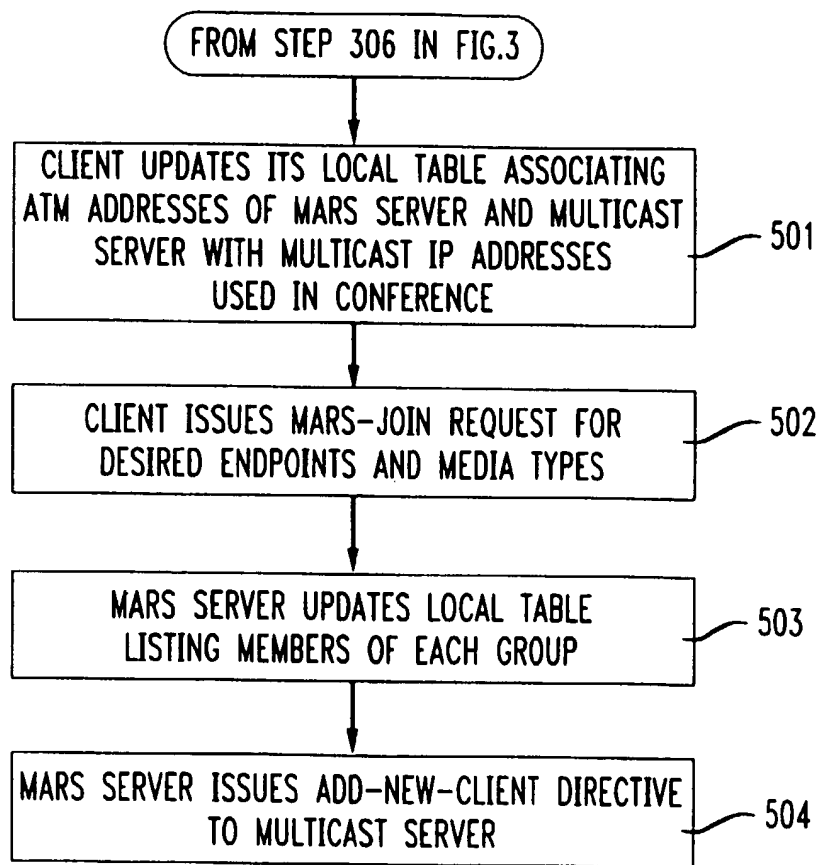 FROM STEP 306 IN FIG.3
CLIENT UPDATES ITS LOCAL TABLE ASSOCIATING
ATM ADDRESSES OF MARS SERVER AND MULTICAST
SERVER WITH MULTICAST IP ADDRESSES
USED IN CONFERENCE
501
CLIENT ISSUES MARS-JOIN REQUEST FOR
DESIRED ENDPOINTS AND MEDIA TYPES
502
MARS SERVER UPDATES LOCAL TABLE
LISTING MEMBERS OF EACH GROUP
503
MARS SERVER ISSUES ADD-NEW-CLIENT DIRECTIVE
TO MULTICAST SERVER
504